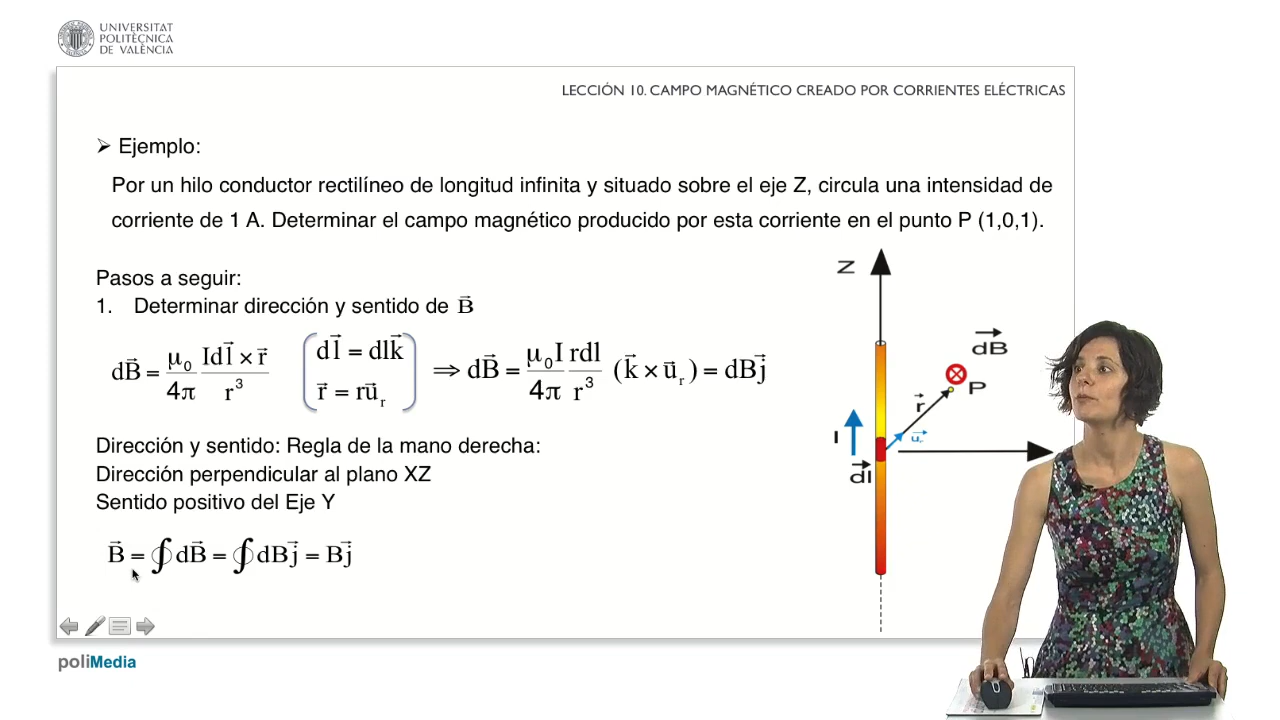 UNIVERSITAT
POLITÈCNICA
DE VALÈNCIA
LECCIÓN 10. CAMPO MAGNÉTICO CREADO POR CORRIENTES ELÉCTRICAS
➢ Ejemplo:
Por un hilo conductor rectilíneo de longitud infinita y situado sobre el eje Z, circula una intensidad de
corriente de 1 A. Determinar el campo magnético producido por esta corriente en el punto P (1,0,1).
Pasos a seguir:
1. Determinar dirección y sentido de B⃗
dB⃗ = μ₀/4π Idl⃗ × r⃗/r³ (dl⃗ = dlk⃗ r⃗ = ru⃗ᵣ) ⇒ dB⃗ = μ₀I/4π rdl/r³ (k⃗ × u⃗ᵣ) = dBj⃗
Dirección y sentido: Regla de la mano derecha:
Dirección perpendicular al plano XZ
Sentido positivo del Eje Y
B⃗ = ∮dB⃗ = ∮dBj⃗ = Bj⃗
Z
dB⃗
P
r⃗
u⃗ᵣ
I
dl⃗
poliMedia